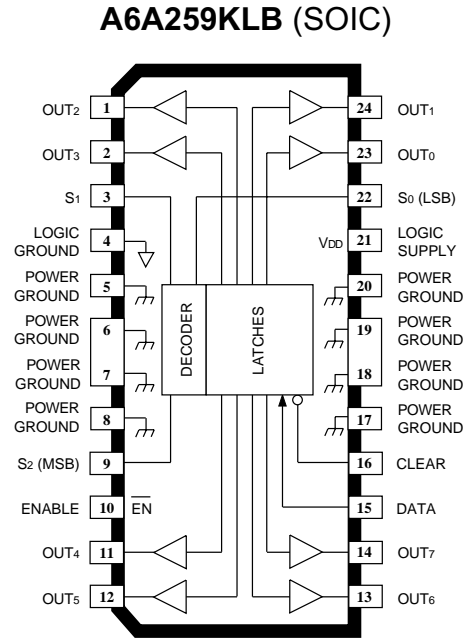 A6A259KLB (SOIC)
OUT2 1 24 OUT1
OUT3 2 23 OUT0
S1 3 22 S0 (LSB)
LOGIC GROUND 4 VDD 21 LOGIC SUPPLY
POWER GROUND 5 20 POWER GROUND
POWER GROUND 6 19 POWER GROUND
POWER GROUND 7 18 POWER GROUND
POWER GROUND 8 17 POWER GROUND
DECODER
LATCHES
S2 (MSB) 9 16 CLEAR
ENABLE 10 EN 15 DATA
OUT4 11 14 OUT7
OUT5 12 13 OUT6